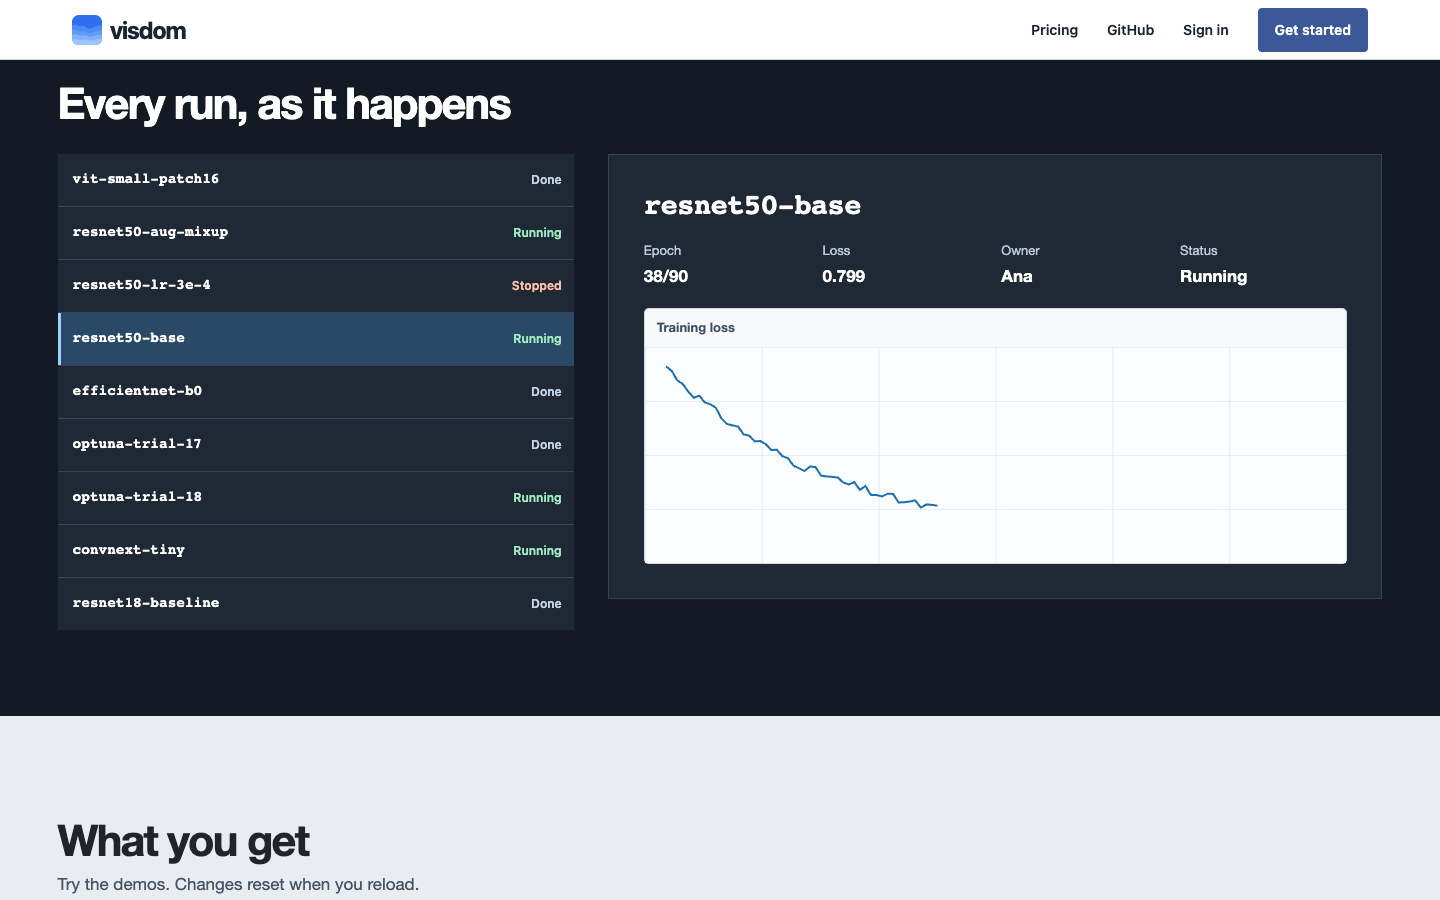 visdom
Pricing GitHub Sign in Get started
Every run, as it happens
vit-small-patch16 Done
resnet50-aug-mixup Running
resnet50-lr-3e-4 Stopped
resnet50-base Running
efficientnet-b0 Done
optuna-trial-17 Done
optuna-trial-18 Running
convnext-tiny Running
resnet18-baseline Done
resnet50-base
Epoch Loss Owner Status
38/90 0.799 Ana Running
Training loss
What you get
Try the demos. Changes reset when you reload.